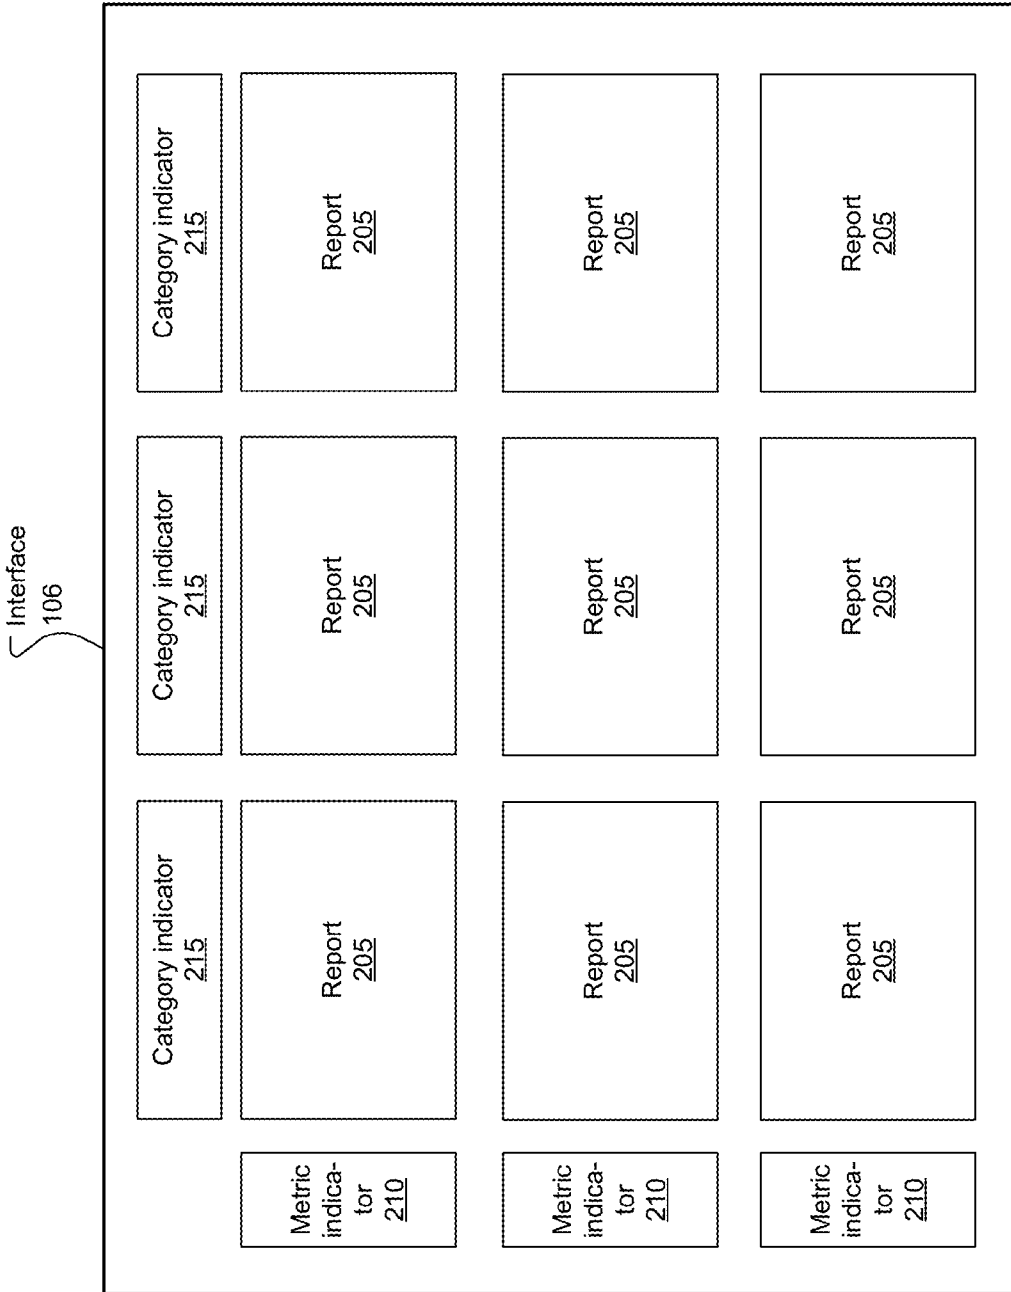 Interface
106
Category indicator
215
Category indicator
215
Category indicator
215
Metric
indica-
tor
210
Report
205
Report
205
Report
205
Metric
indica-
tor
210
Report
205
Report
205
Report
205
Metric
indica-
tor
210
Report
205
Report
205
Report
205